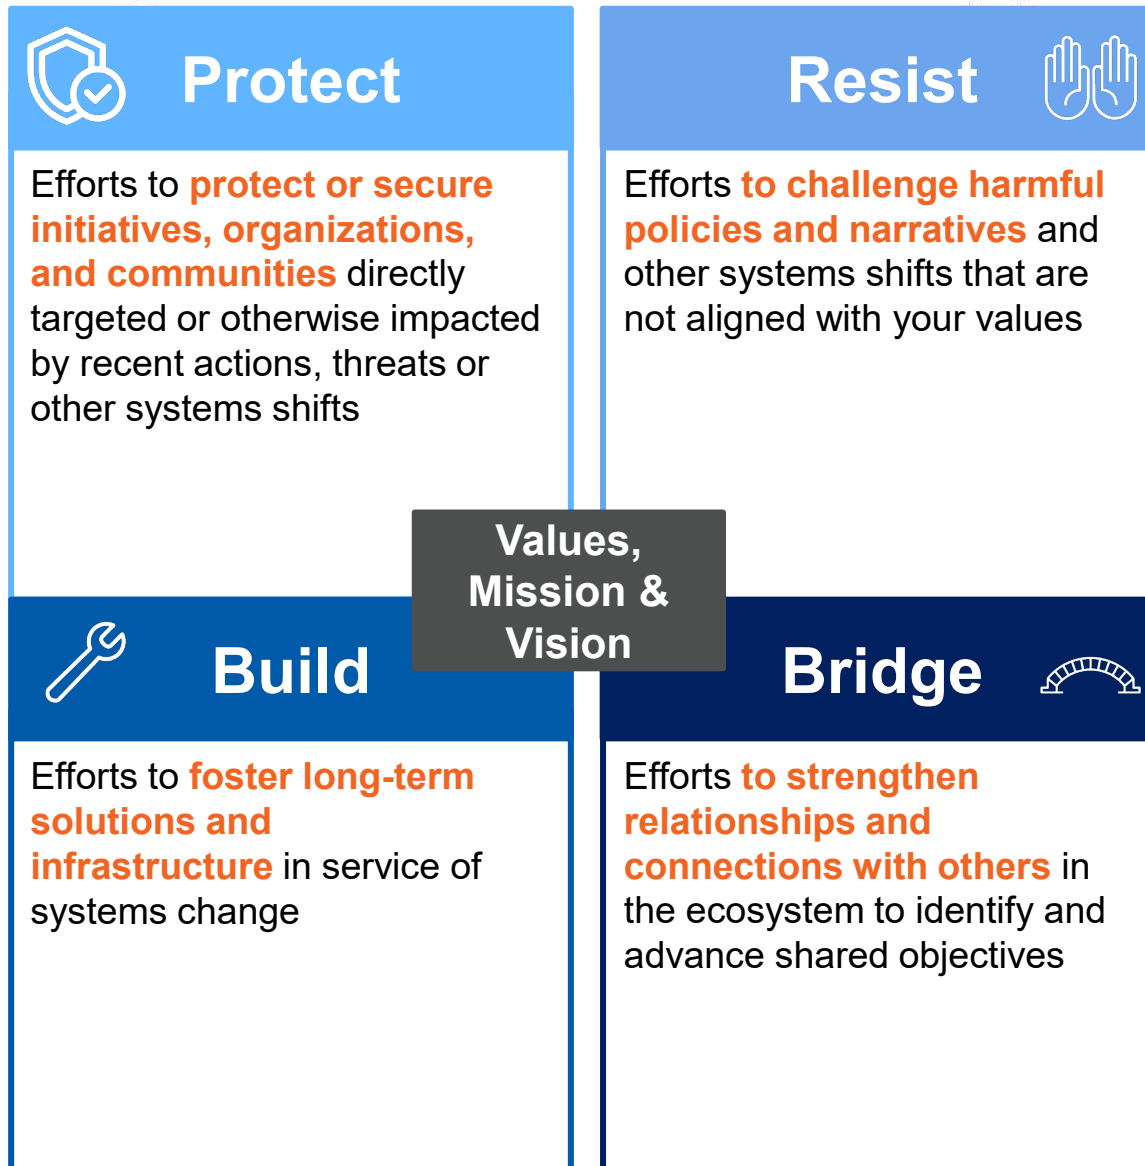 Protect
Efforts to protect or secure
initiatives, organizations,
and communities directly
targeted or otherwise impacted
by recent actions, threats or
other systems shifts
Resist
Efforts to challenge harmful
policies and narratives and
other systems shifts that are
not aligned with your values
Values,
Mission &
Vision
Build
Efforts to foster long-term
solutions and
infrastructure in service of
systems change
Bridge
Efforts to strengthen
relationships and
connections with others in
the ecosystem to identify and
advance shared objectives